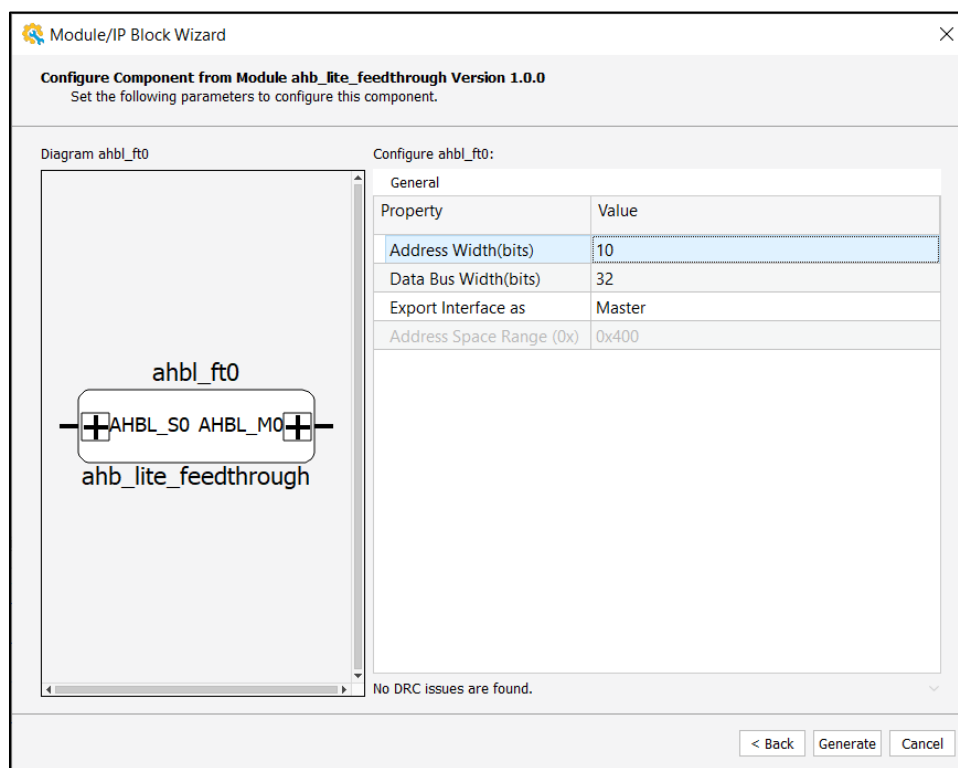 Module/IP Block Wizard
Configure Component from Module ahb_lite_feedthrough Version 1.0.0
Set the following parameters to configure this component.
Diagram ahbl_ft0
Configure ahbl_ft0:
General
Property Value
Address Width(bits) 10
Data Bus Width(bits) 32
Export Interface as Master
Address Space Range (0x) 0x400
ahbl_ft0
AHBL_S0 AHBL_M0
ahb_lite_feedthrough
No DRC issues are found.
< Back Generate Cancel